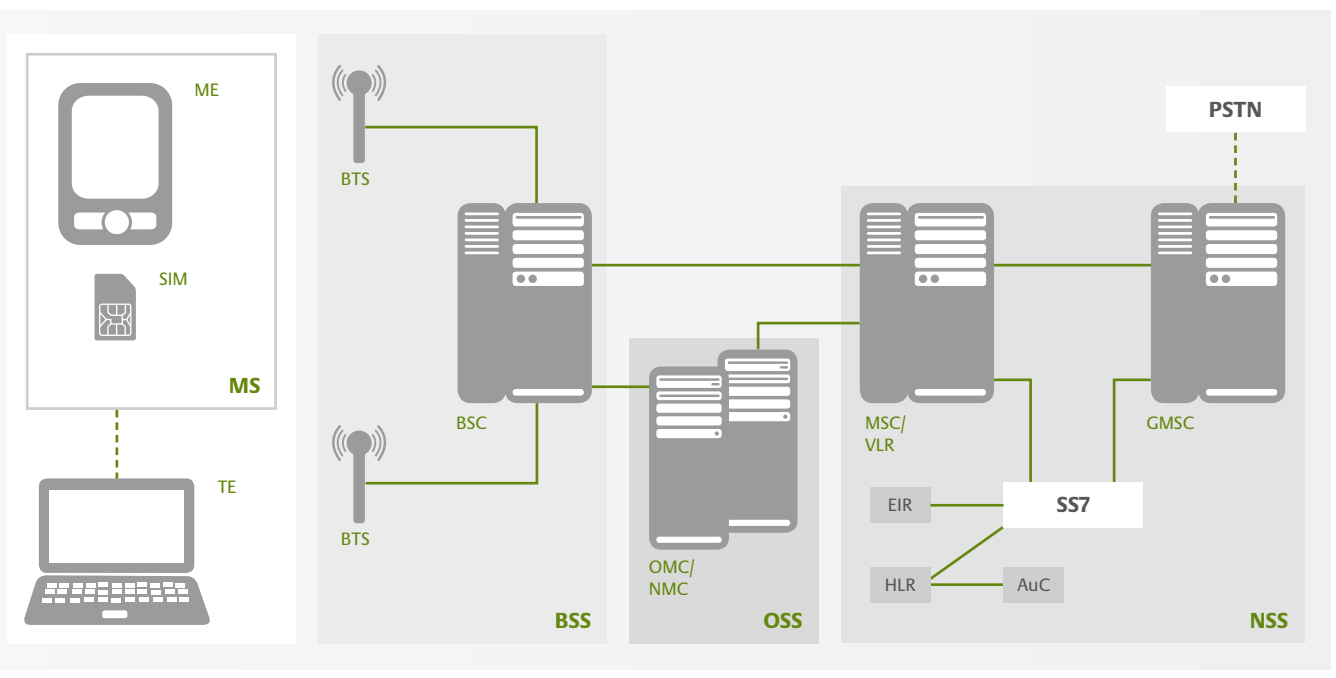 ME
SIM
MS
TE
BTS
BTS
BSC
BSS
OMC/
NMC
OSS
PSTN
MSC/
VLR
GMSC
EIR
SS7
HLR
AuC
NSS